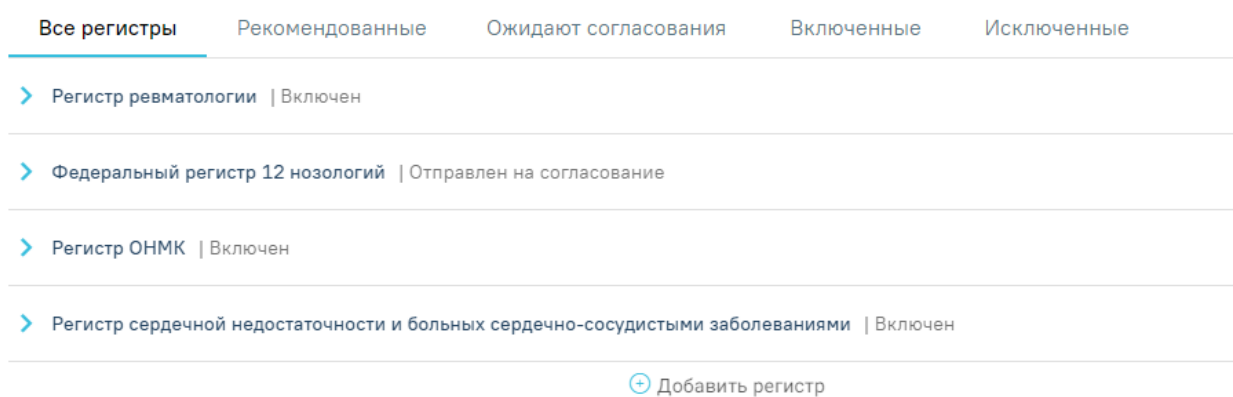 Все регистры Рекомендованные Ожидают согласования Включенные Исключенные
Регистр ревматологии | Включен
Федеральный регистр 12 нозологий | Отправлен на согласование
Регистр ОНМК | Включен
Регистр сердечной недостаточности и больных сердечно-сосудистыми заболеваниями | Включен
Добавить регистр